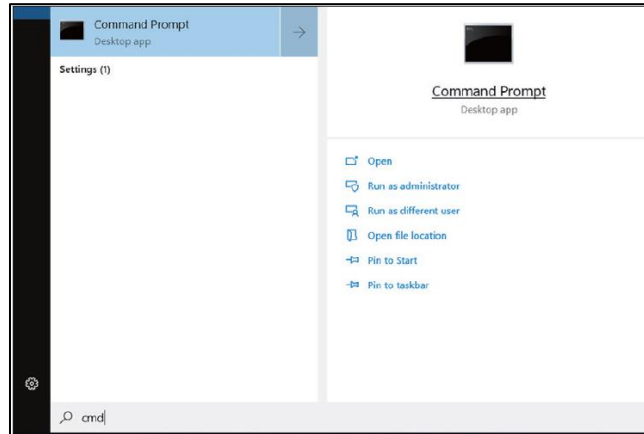 Command Prompt
Desktop app
Settings (1)
Command Prompt
Desktop app
Open
Run as administrator
Run as different user
Open file location
Pin to Start
Pin to taskbar
cmd